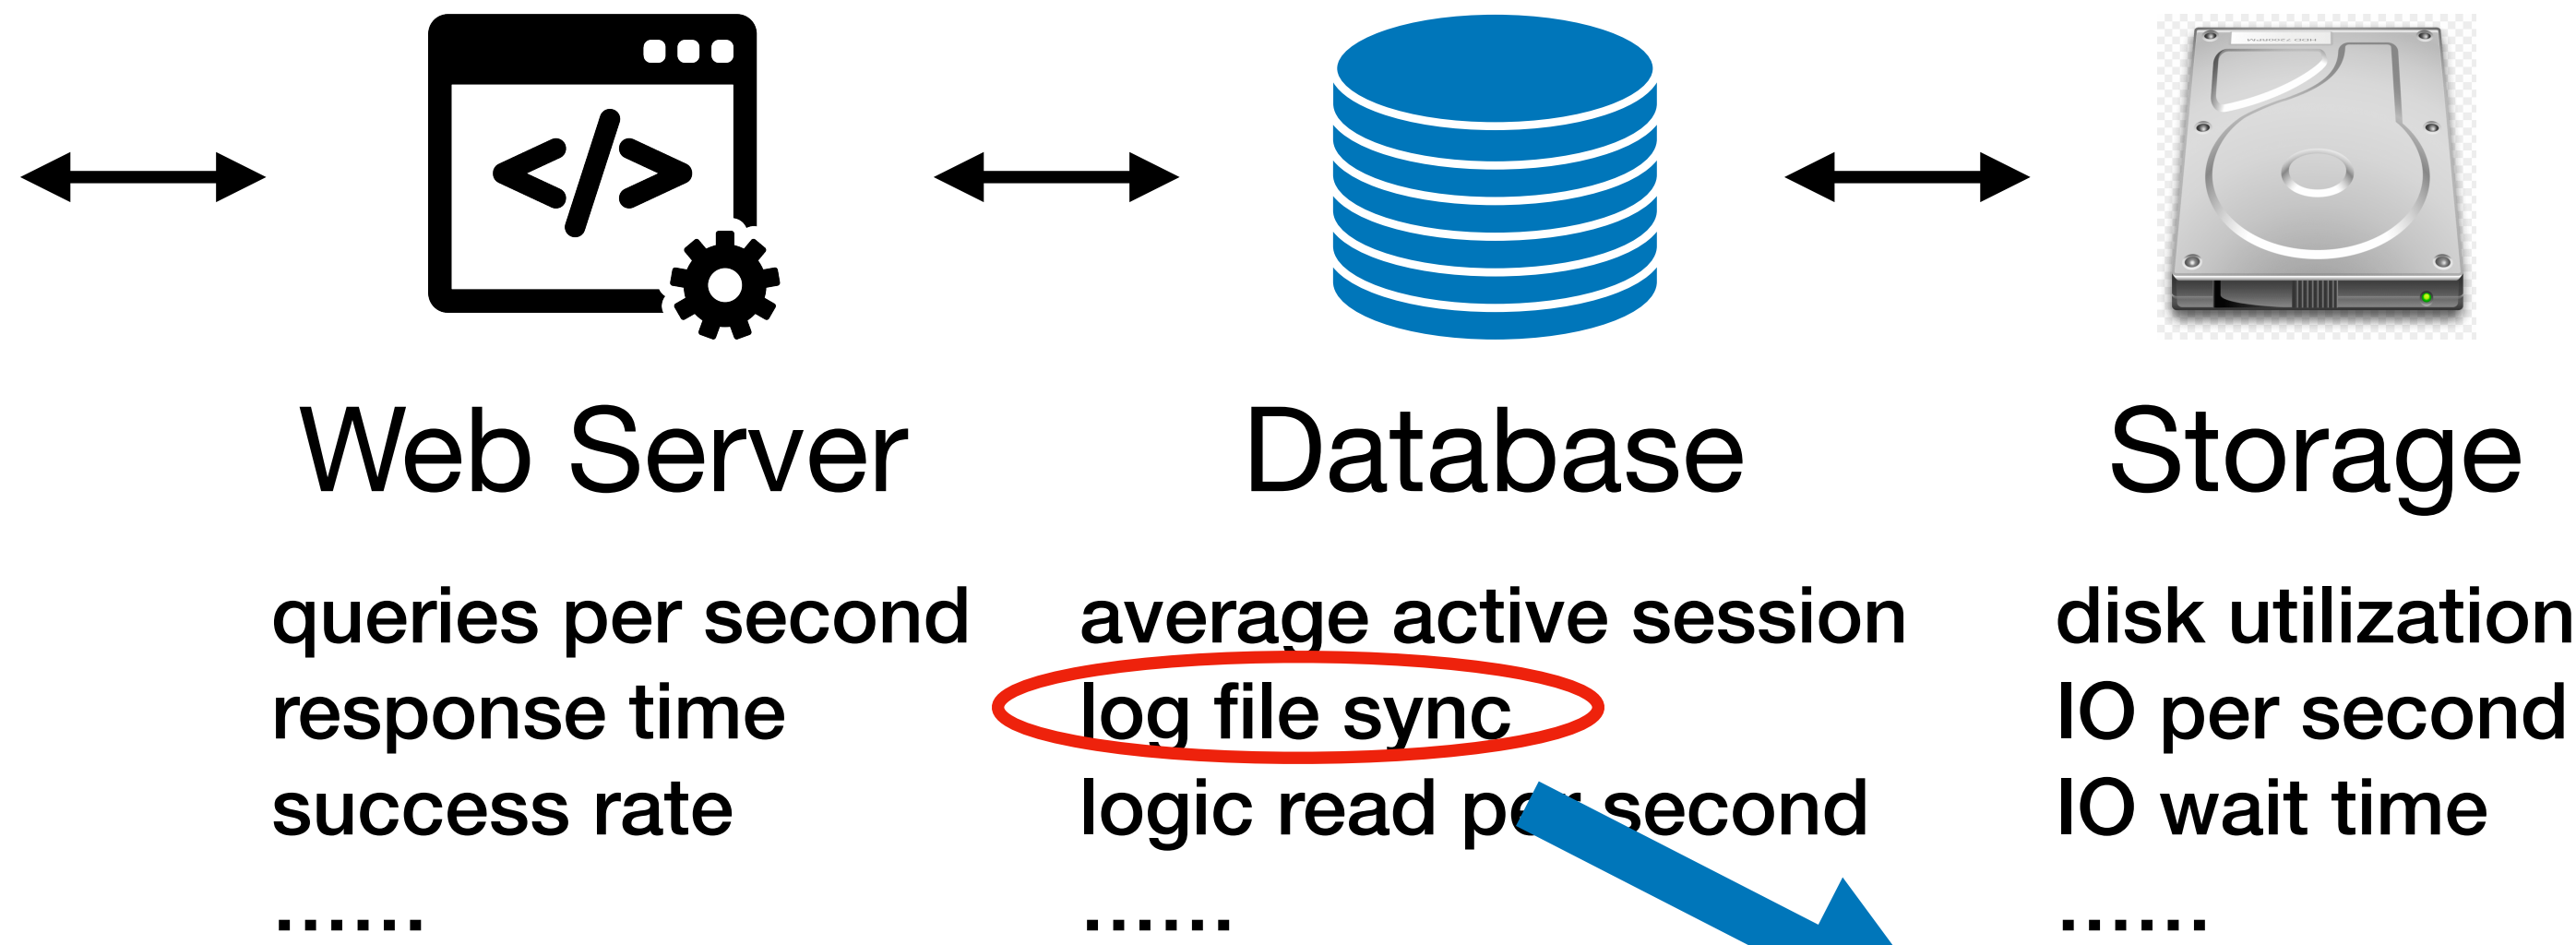 </>
Web Server
Database
Storage
queries per second
response time
success rate
......
average active session
log file sync
logic read per second
......
disk utilization
IO per second
IO wait time
......